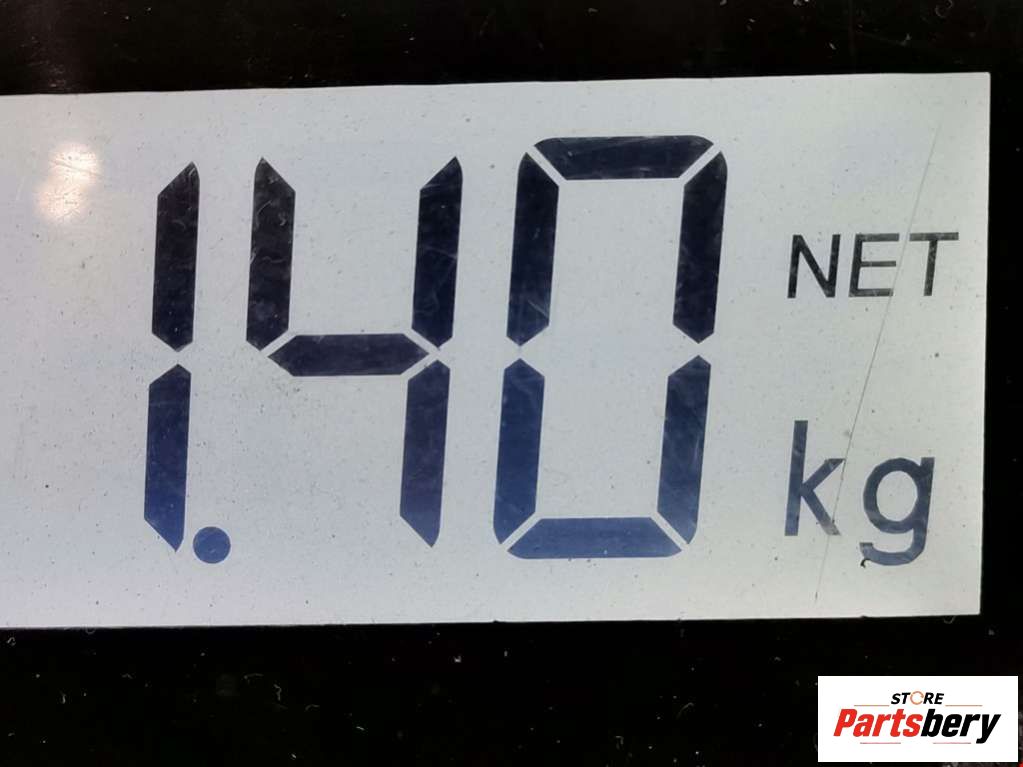 1.40 NET
kg
STORE
Partsbery